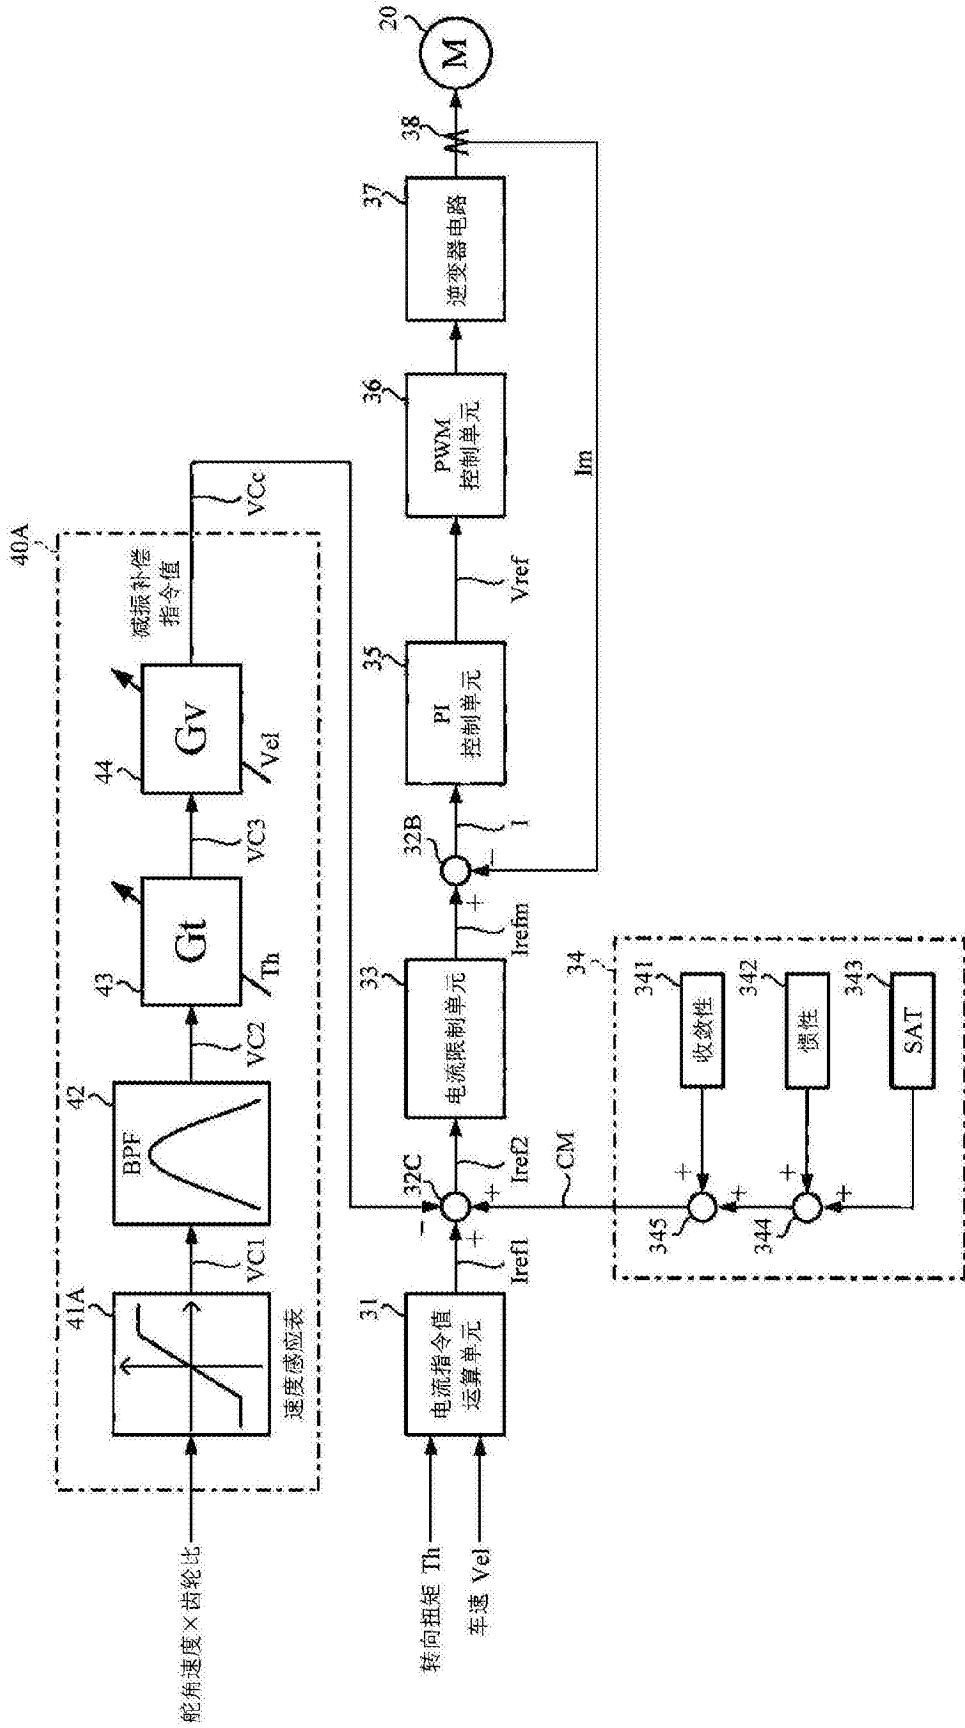 舵角速度×齿轮比
40A
41A
速度感应表
VC1
42
BPF
VC2
43
Gt
Th
VC3
44
Gv
Vel
减振补偿
指令值
VCc
转向扭矩 Th
车速 Vel
31
电流指令值
运算单元
Iref1
+
−
32C
+
Iref2
33
电流限制单元
Irefm
+
32B
−
I
35
PI
控制单元
Vref
36
PWM
控制单元
37
逆变器电路
38
20
M
Im
CM
34
341
收敛性
342
惯性
343
SAT
345
+
+
344
+
+